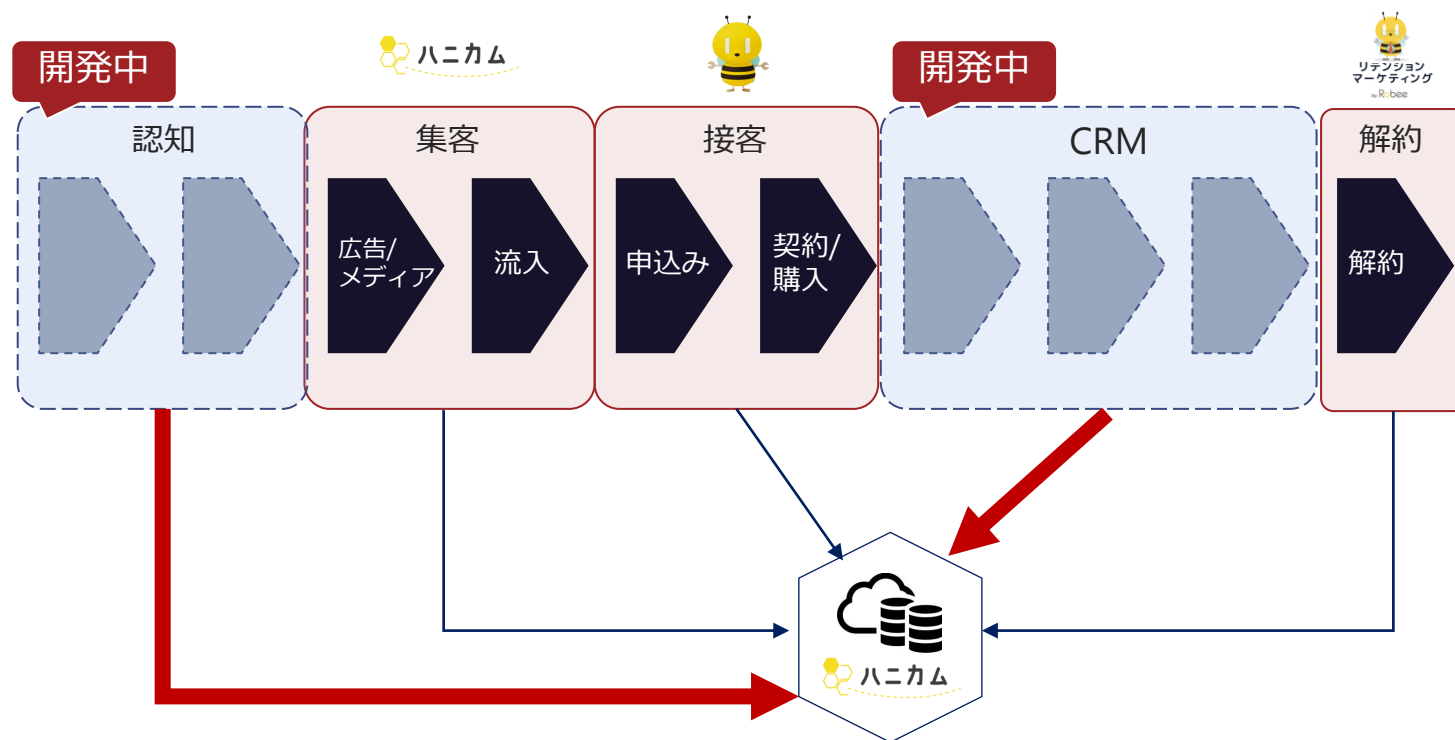 開発中
ハニカム
開発中
リテンション
マーケティング
by Robee
認知
集客
接客
CRM
解約
広告/
メディア
流入
申込み
契約/
購入
解約
ハニカム